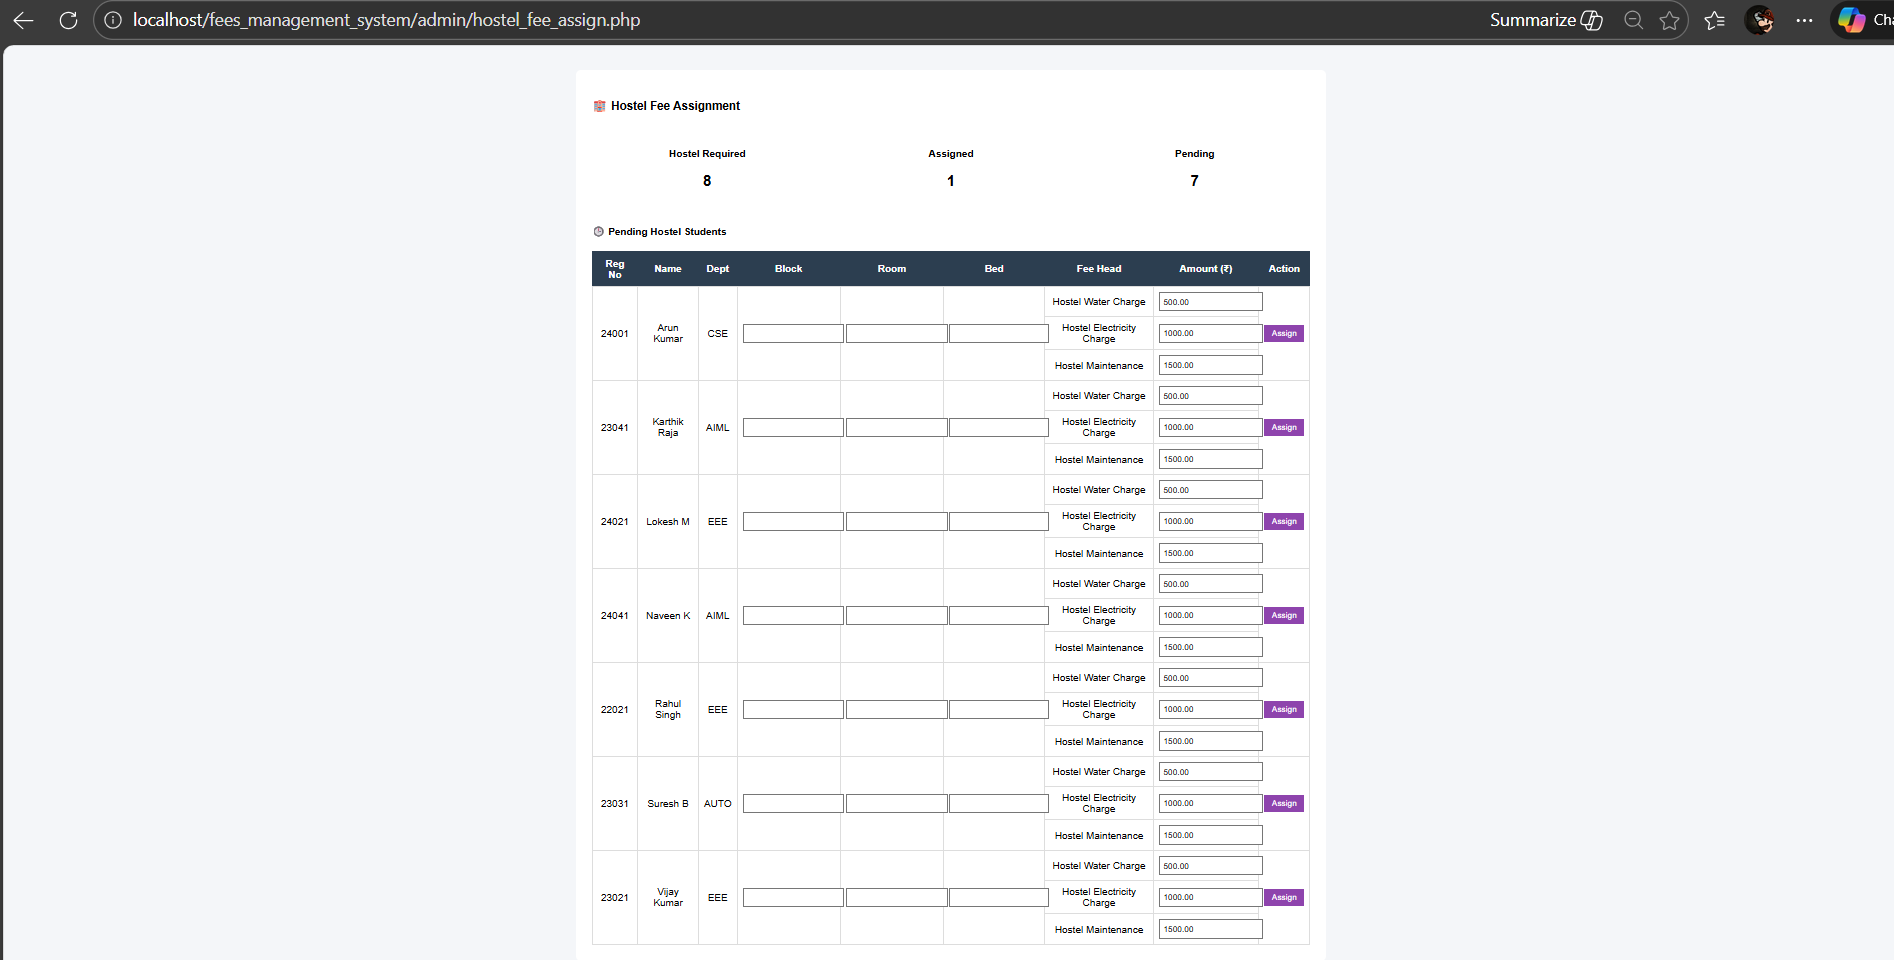 localhost/fees_management_system/admin/hostel_fee_assign.php
Summarize
Hostel Fee Assignment
Hostel Required Assigned Pending
8 1 7
Pending Hostel Students
Reg No Name Dept Block Room Bed Fee Head Amount (₹) Action
24001 Arun Kumar CSE
Hostel Water Charge 500.00
Hostel Electricity Charge 1000.00 Assign
Hostel Maintenance 1500.00
23041 Karthik Raja AIML
Hostel Water Charge 500.00
Hostel Electricity Charge 1000.00 Assign
Hostel Maintenance 1500.00
24021 Lokesh M EEE
Hostel Water Charge 500.00
Hostel Electricity Charge 1000.00 Assign
Hostel Maintenance 1500.00
24041 Naveen K AIML
Hostel Water Charge 500.00
Hostel Electricity Charge 1000.00 Assign
Hostel Maintenance 1500.00
22021 Rahul Singh EEE
Hostel Water Charge 500.00
Hostel Electricity Charge 1000.00 Assign
Hostel Maintenance 1500.00
23031 Suresh B AUTO
Hostel Water Charge 500.00
Hostel Electricity Charge 1000.00 Assign
Hostel Maintenance 1500.00
23021 Vijay Kumar EEE
Hostel Water Charge 500.00
Hostel Electricity Charge 1000.00 Assign
Hostel Maintenance 1500.00